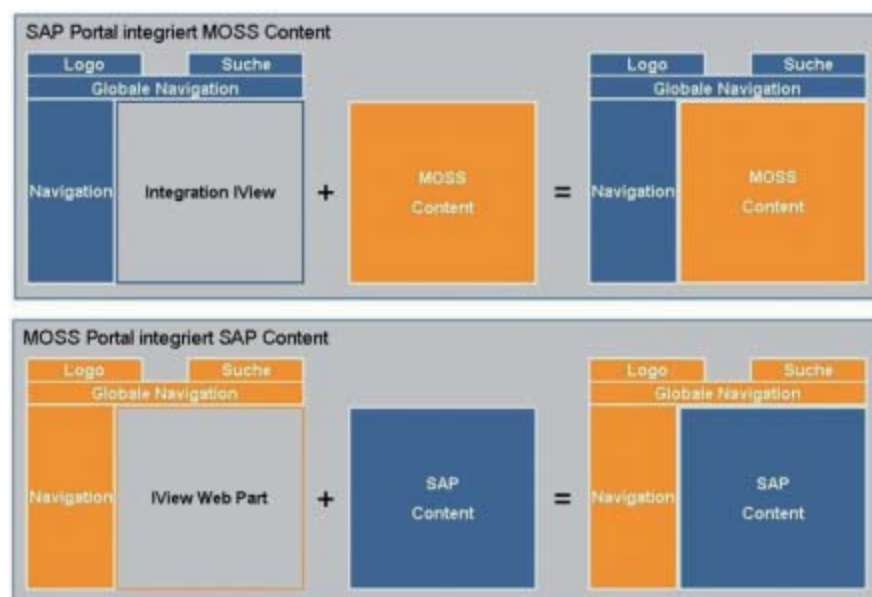 SAP Portal integriert MOSS Content
Logo Suche
Globale Navigation
Navigation
Integration IView
+
MOSS
Content
=
Logo Suche
Globale Navigation
Navigation
MOSS
Content
MOSS Portal integriert SAP Content
Logo Suche
Globale Navigation
Navigation
IView Web Part
+
SAP
Content
=
Logo Suche
Globale Navigation
Navigation
SAP
Content